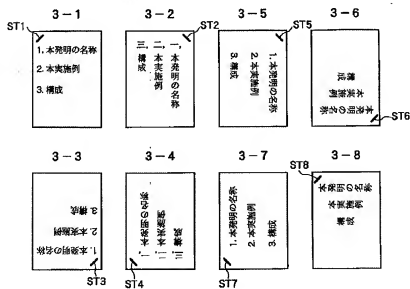 3-1
ST1
1. 本発明の名称
2. 本実施例
3. 構成
3-2
ST2
一、本発明の名称
二、本実施例
三、構成
3-5
ST5
1. 本発明の名称
2. 本実施例
3. 構成
3-6
本発明の名称
本実施例
構成
ST6
3-3
1. 本発明の名称
2. 本実施例
3. 構成
ST3
3-4
一、本発明の名称
二、本実施例
三、構成
ST4
3-7
1. 本発明の名称
2. 本実施例
3. 構成
ST7
3-8
ST8